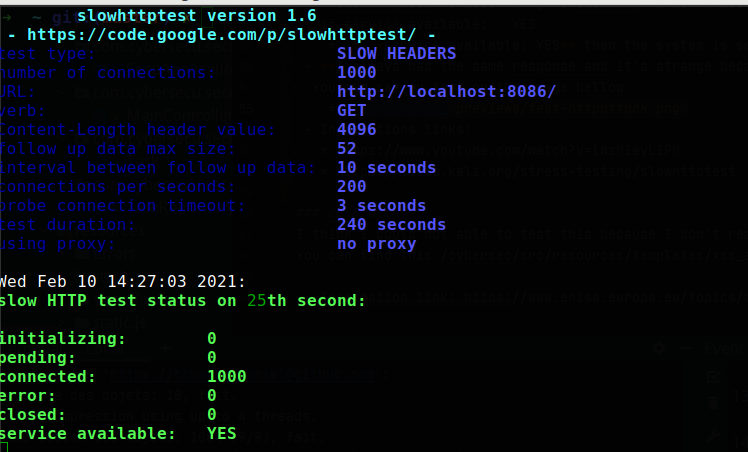 slowhttptest version 1.6
- https://code.google.com/p/slowhttptest/ -
test type: SLOW HEADERS
number of connections: 1000
URL: http://localhost:8086/
verb: GET
Content-Length header value: 4096
follow up data max size: 52
interval between follow up data: 10 seconds
connections per seconds: 200
probe connection timeout: 3 seconds
test duration: 240 seconds
using proxy: no proxy
Wed Feb 10 14:27:03 2021:
slow HTTP test status on 25th second:
initializing: 0
pending: 0
connected: 1000
error: 0
closed: 0
service available: YES